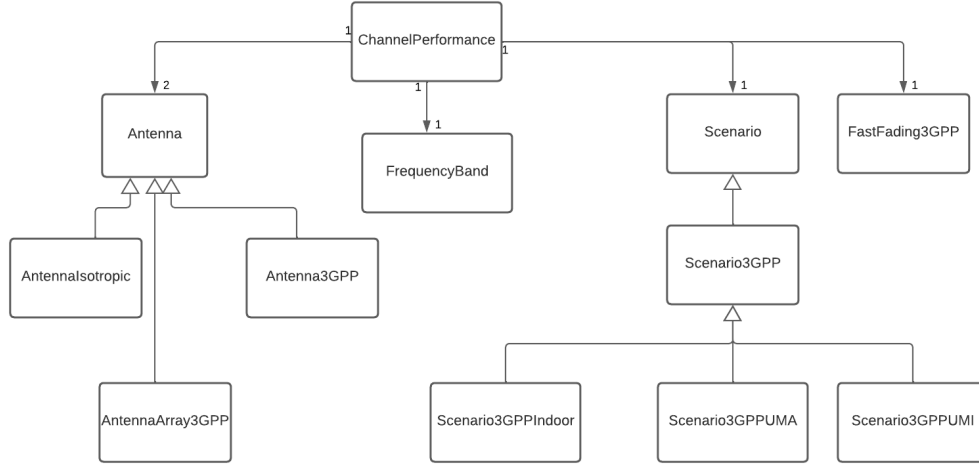 ChannelPerformance
1
1
1
2
1
1
1
Antenna
Scenario
FastFading3GPP
FrequencyBand
Scenario3GPP
AntennaIsotropic
Antenna3GPP
AntennaArray3GPP
Scenario3GPPIndoor
Scenario3GPPUMA
Scenario3GPPUMI